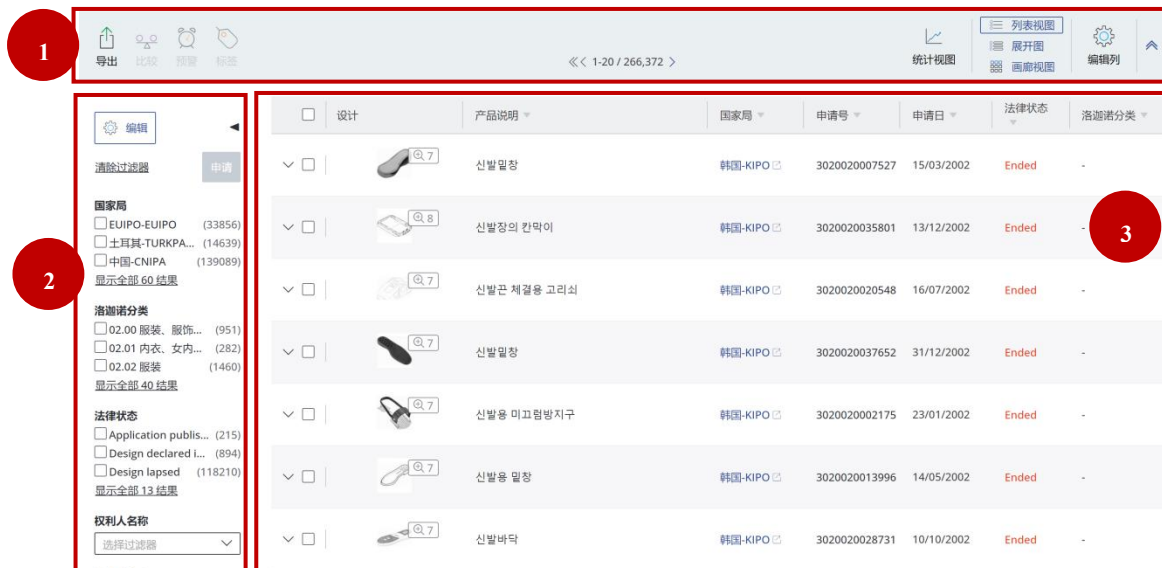 1
导出
比较
预警
标签
1-20 / 266,372
统计视图
列表视图
展开图
画廊视图
编辑列
2
编辑
清除过滤器
申请
国家局
EUIPO-EUIPO (33856)
土耳其-TURKPA... (14639)
中国-CNIPA (139089)
显示全部 60 结果
洛迦诺分类
02.00 服装、服饰... (951)
02.01 内衣、女内... (282)
02.02 服装 (1460)
显示全部 40 结果
法律状态
Application publis... (215)
Design declared i... (894)
Design lapsed (118210)
显示全部 13 结果
权利人名称
选择过滤器
3
设计 产品说明 国家局 申请号 申请日 法律状态 洛迦诺分类
7 신발밑창 韩国-KIPO 3020020007527 15/03/2002 Ended -
8 신발장의 칸막이 韩国-KIPO 3020020035801 13/12/2002 Ended -
7 신발끈 체결용 고리쇠 韩国-KIPO 3020020020548 16/07/2002 Ended -
7 신발밑창 韩国-KIPO 3020020037652 31/12/2002 Ended -
7 신발용 미끄럼방지구 韩国-KIPO 3020020002175 23/01/2002 Ended -
7 신발용 밑창 韩国-KIPO 3020020013996 14/05/2002 Ended -
7 신발바닥 韩国-KIPO 3020020028731 10/10/2002 Ended -